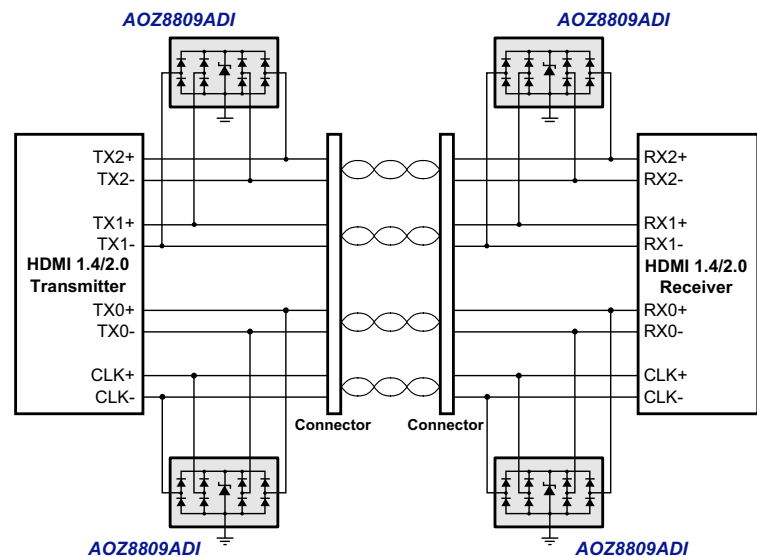 AOZ8809ADI
AOZ8809ADI
TX2+
TX2-
TX1+
TX1-
HDMI 1.4/2.0
Transmitter
TX0+
TX0-
CLK+
CLK-
RX2+
RX2-
RX1+
RX1-
HDMI 1.4/2.0
Receiver
RX0+
RX0-
CLK+
CLK-
Connector
Connector
AOZ8809ADI
AOZ8809ADI